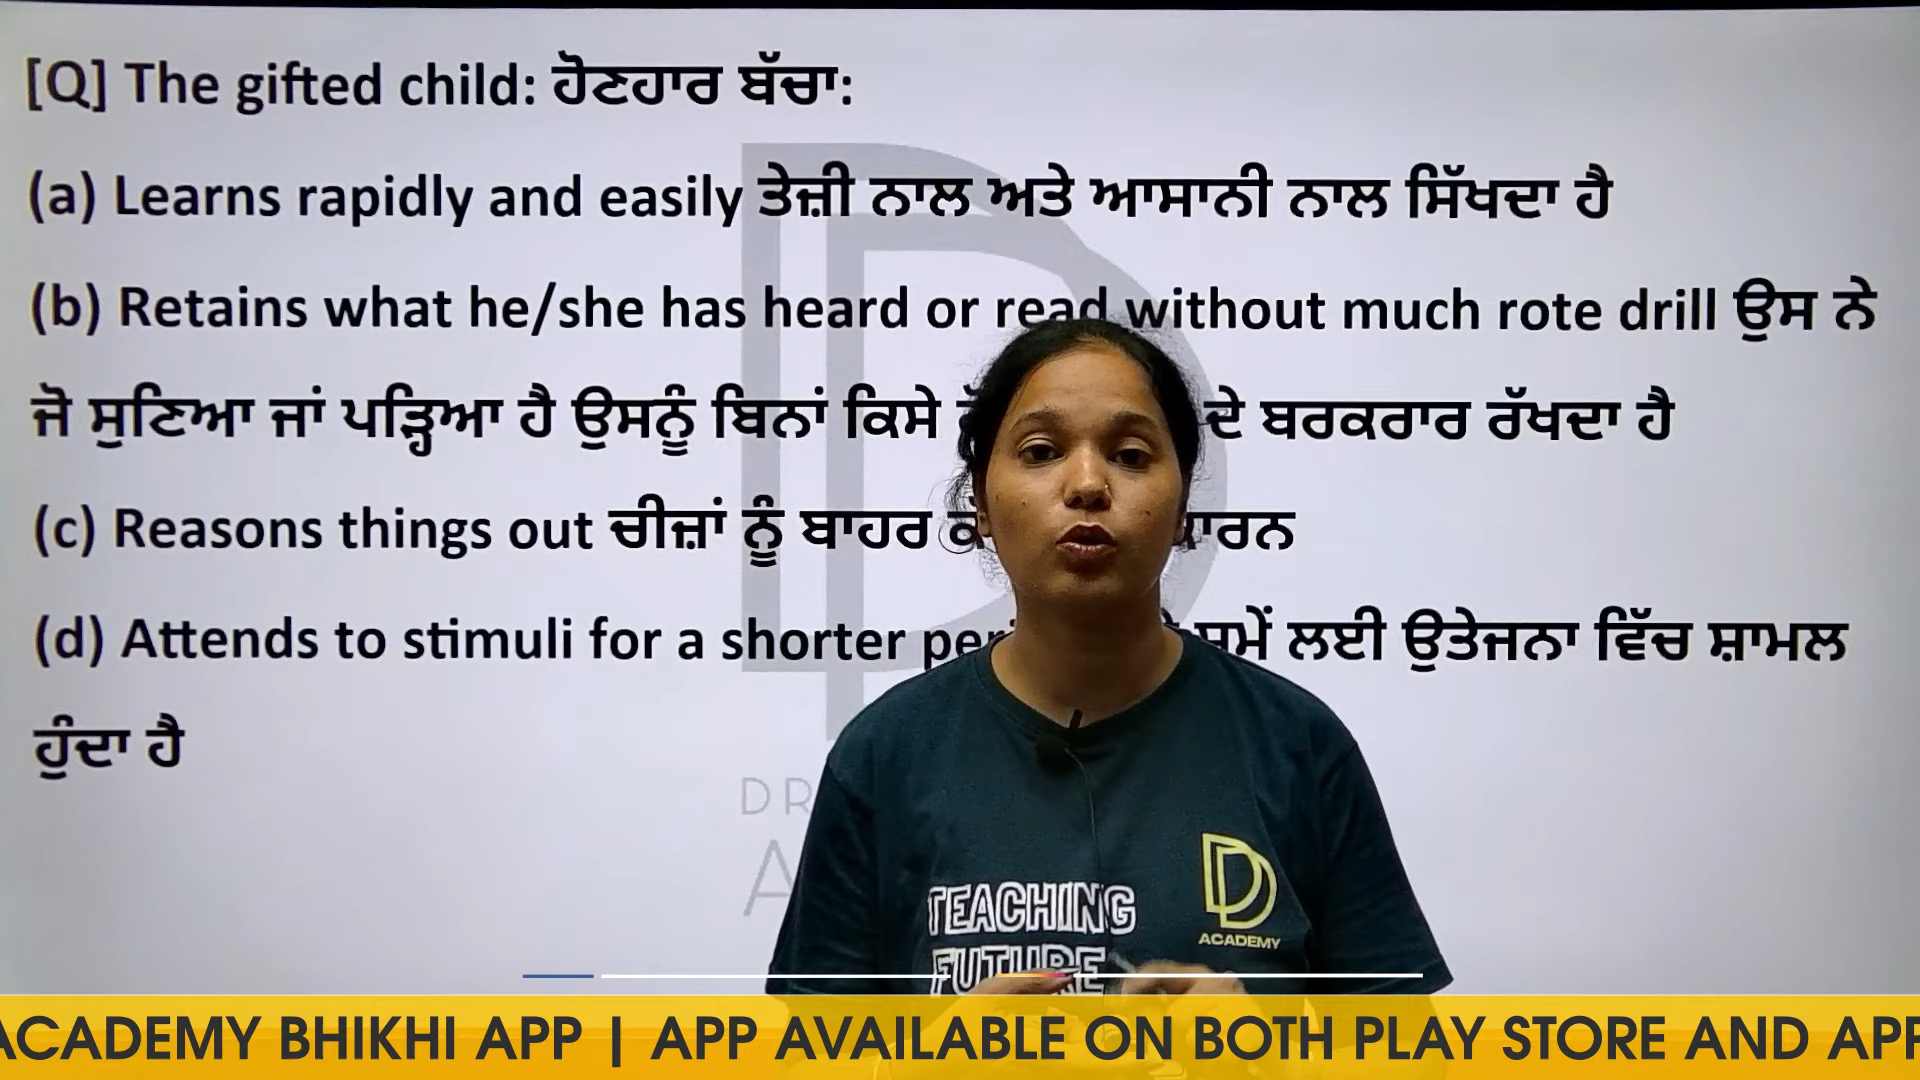 [Q] The gifted child: ਹੋਣਹਾਰ ਬੱਚਾ:
(a) Learns rapidly and easily ਤੇਜ਼ੀ ਨਾਲ ਅਤੇ ਆਸਾਨੀ ਨਾਲ ਸਿੱਖਦਾ ਹੈ
(b) Retains what he/she has heard or read without much rote drill ਉਸ ਨੇ
ਜੋ ਸੁਣਿਆ ਜਾਂ ਪੜ੍ਹਿਆ ਹੈ ਉਸਨੂੰ ਬਿਨਾਂ ਕਿਸੇ ਦੇ ਬਰਕਰਾਰ ਰੱਖਦਾ ਹੈ
(c) Reasons things out ਚੀਜ਼ਾਂ ਨੂੰ ਬਾਹਰ
(d) Attends to stimuli for a shorter ਲਈ ਉਤੇਜਨਾ ਵਿੱਚ ਸ਼ਾਮਲ
ਹੁੰਦਾ ਹੈ
TEACHING
FUTURE
ACADEMY
ACADEMY BHIKHI APP | APP AVAILABLE ON BOTH PLAY STORE AND